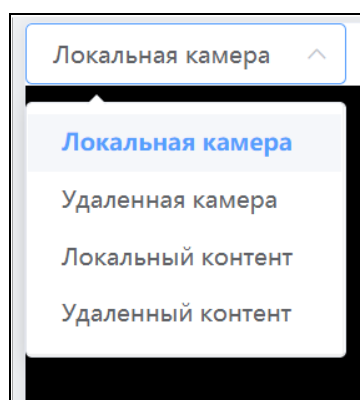 Локальная камера
Локальная камера
Удаленная камера
Локальный контент
Удаленный контент